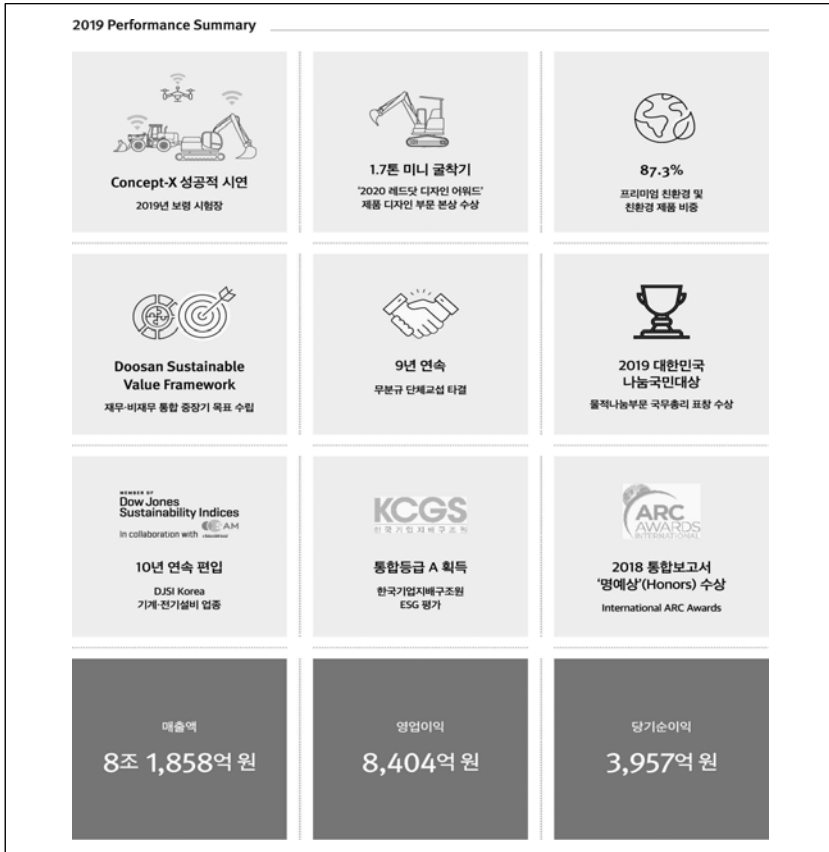 2019 Performance Summary
Concept-X 성공적 시연
2019년 보령 시험장
1.7톤 미니 굴착기
'2020 레드닷 디자인 어워드'
제품 디자인 부문 본상 수상
87.3%
프리미엄 친환경 및
친환경 제품 비중
Doosan Sustainable
Value Framework
재무·비재무 통합 중장기 목표 수립
9년 연속
무분규 단체교섭 타결
2019 대한민국
나눔국민대상
물적나눔부문 국무총리 표창 수상
MEMBER OF
Dow Jones
Sustainability Indices
In collaboration with
10년 연속 편입
DJSI Korea
기계·전기설비 업종
KCGS
한국기업지배구조원
통합등급 A 획득
한국기업지배구조원
ESG 평가
ARC
AWARDS
INTERNATIONAL
2018 통합보고서
'명예상'(Honors) 수상
International ARC Awards
매출액
8조 1,858억 원
영업이익
8,404억 원
당기순이익
3,957억 원